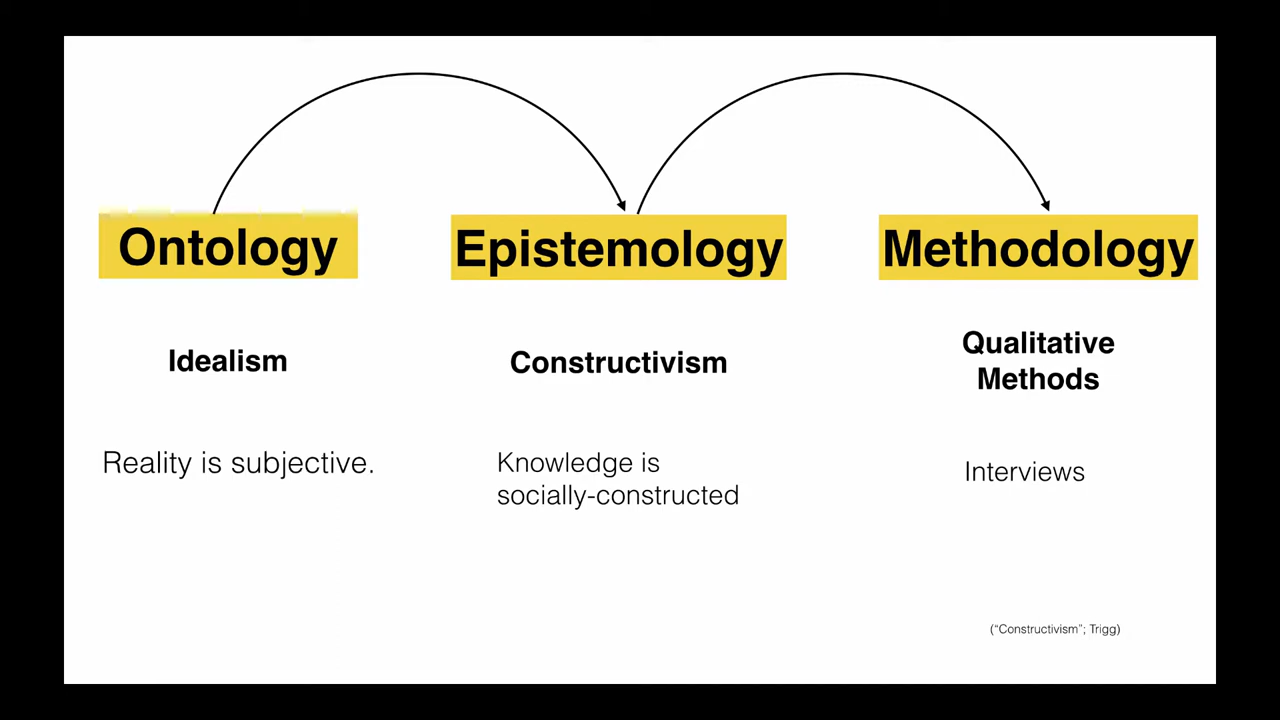 Ontology
Epistemology
Methodology
Idealism
Constructivism
Qualitative
Methods
Reality is subjective.
Knowledge is
socially-constructed
Interviews
(“Constructivism”; Trigg)